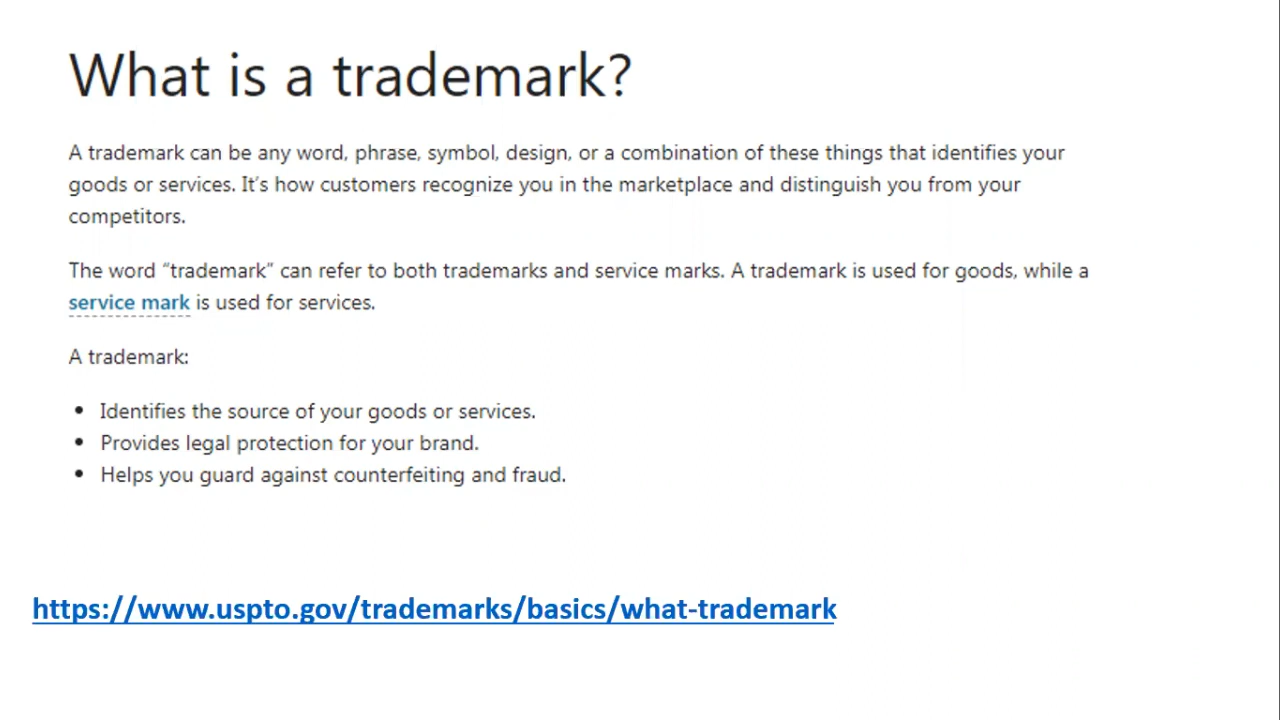 What is a trademark?
A trademark can be any word, phrase, symbol, design, or a combination of these things that identifies your
goods or services. It’s how customers recognize you in the marketplace and distinguish you from your
competitors.
The word “trademark” can refer to both trademarks and service marks. A trademark is used for goods, while a
service mark is used for services.
A trademark:
• Identifies the source of your goods or services.
• Provides legal protection for your brand.
• Helps you guard against counterfeiting and fraud.
https://www.uspto.gov/trademarks/basics/what-trademark